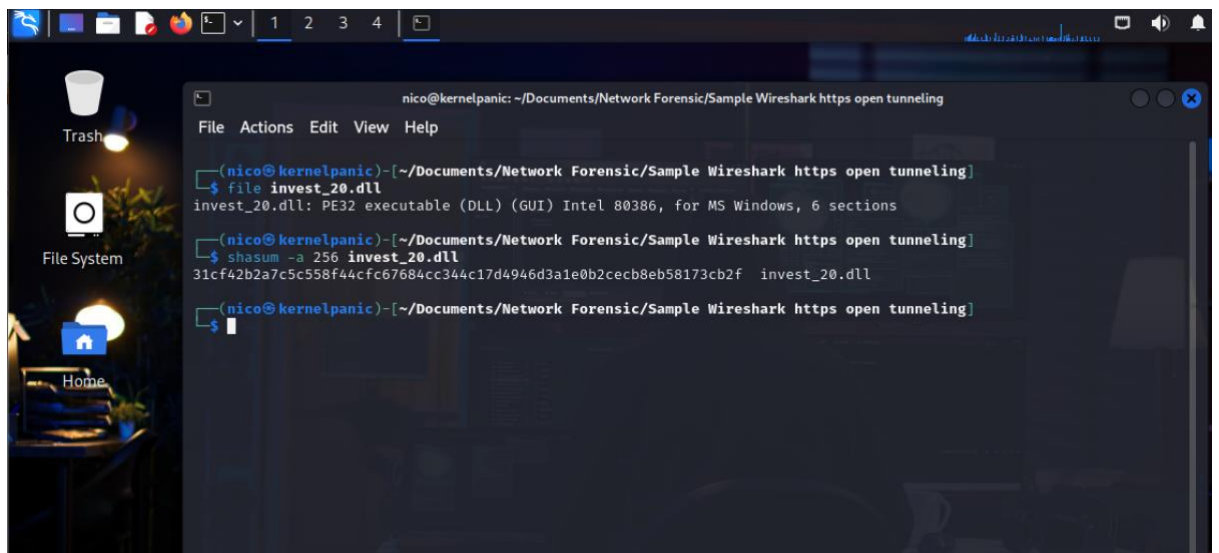 1 2 3 4
nico@kernelpanic: ~/Documents/Network Forensic/Sample Wireshark https open tunneling
File Actions Edit View Help
Trash
File System
Home
┌──(nico㉿kernelpanic)-[~/Documents/Network Forensic/Sample Wireshark https open tunneling]
└─$ file invest_20.dll
invest_20.dll: PE32 executable (DLL) (GUI) Intel 80386, for MS Windows, 6 sections
┌──(nico㉿kernelpanic)-[~/Documents/Network Forensic/Sample Wireshark https open tunneling]
└─$ shasum -a 256 invest_20.dll
31cf42b2a7c5c558f44cfc67684cc344c17d4946d3a1e0b2cecb8eb58173cb2f  invest_20.dll
┌──(nico㉿kernelpanic)-[~/Documents/Network Forensic/Sample Wireshark https open tunneling]
└─$